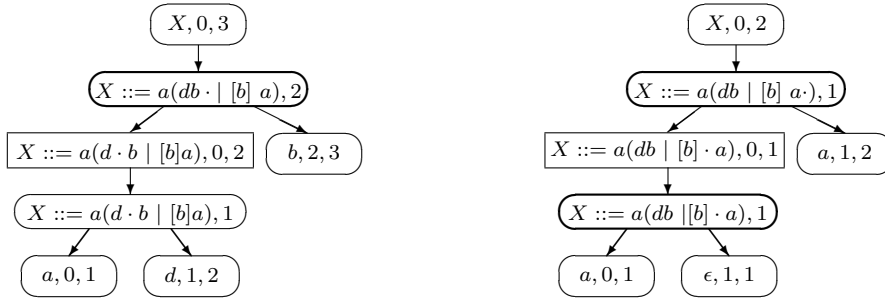 X, 0, 3
X, 0, 2
X ::= a(db · | [b] a), 2
X ::= a(db | [b] a·), 1
X ::= a(d · b | [b]a), 0, 2
b, 2, 3
X ::= a(db | [b] · a), 0, 1
a, 1, 2
X ::= a(d · b | [b]a), 1
X ::= a(db |[b] · a), 1
a, 0, 1
d, 1, 2
a, 0, 1
ϵ, 1, 1